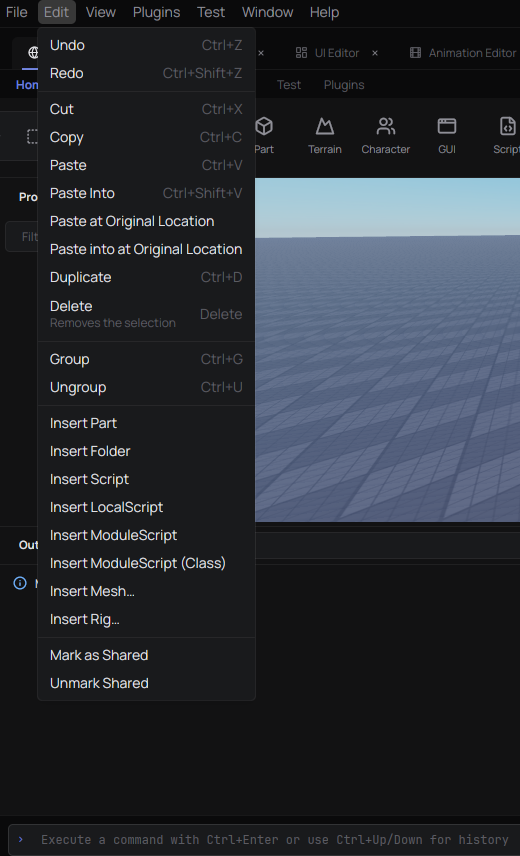 File Edit View Plugins Test Window Help
UI Editor
Animation Editor
Test Plugins
Part Terrain Character GUI
Undo Ctrl+Z
Redo Ctrl+Shift+Z
Cut Ctrl+X
Copy Ctrl+C
Paste Ctrl+V
Paste Into Ctrl+Shift+V
Paste at Original Location
Paste into at Original Location
Duplicate Ctrl+D
Delete Delete
Removes the selection
Group Ctrl+G
Ungroup Ctrl+U
Insert Part
Insert Folder
Insert Script
Insert LocalScript
Insert ModuleScript
Insert ModuleScript (Class)
Insert Mesh...
Insert Rig...
Mark as Shared
Unmark Shared
› Execute a command with Ctrl+Enter or use Ctrl+Up/Down for history